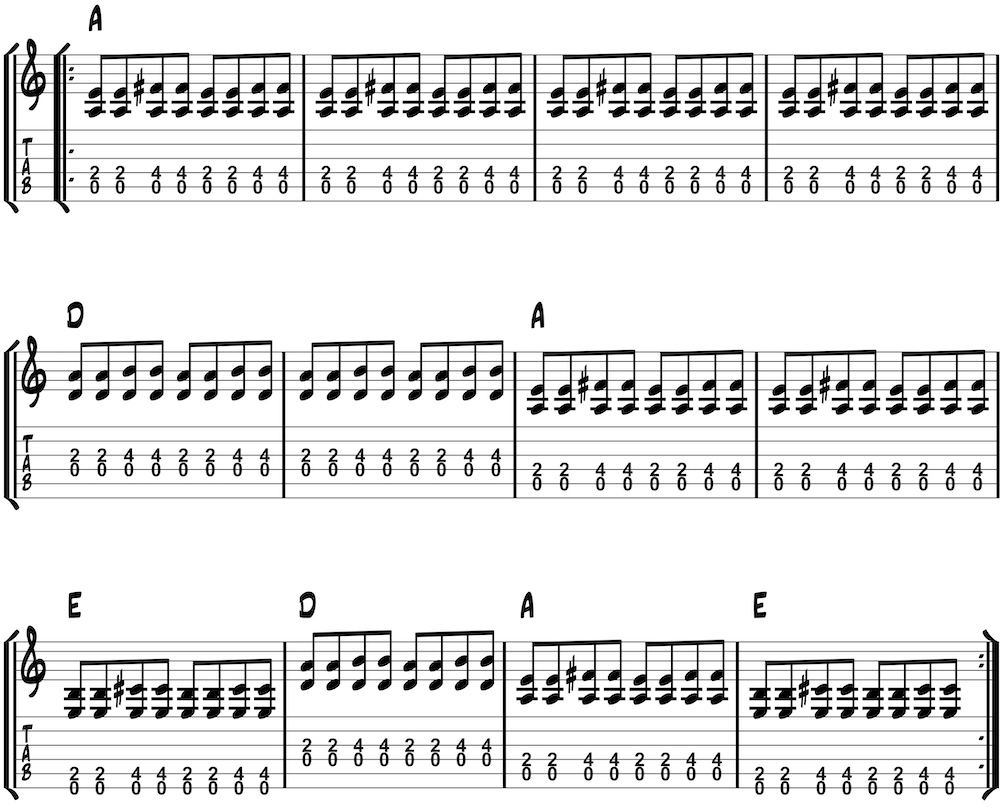 A
T
A 2 2 4 4 2 2 4 4 2 2 4 4 2 2 4 4 2 2 4 4 2 2 4 4 2 2 4 4 2 2 4 4
B 0 0 0 0 0 0 0 0 0 0 0 0 0 0 0 0 0 0 0 0 0 0 0 0 0 0 0 0 0 0 0 0
D A
T 2 2 4 4 2 2 4 4 2 2 4 4 2 2 4 4
A 0 0 0 0 0 0 0 0 0 0 0 0 0 0 0 0 2 2 4 4 2 2 4 4 2 2 4 4 2 2 4 4
B 0 0 0 0 0 0 0 0 0 0 0 0 0 0 0 0
E D A E
T 2 2 4 4 2 2 4 4
A 0 0 0 0 0 0 0 0 2 2 4 4 2 2 4 4
B 2 2 4 4 2 2 4 4 0 0 0 0 0 0 0 0 2 2 4 4 2 2 4 4
0 0 0 0 0 0 0 0 0 0 0 0 0 0 0 0